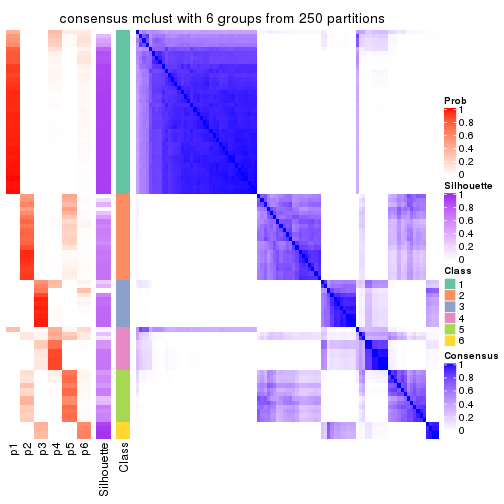 consensus mclust with 6 groups from 250 partitions
Prob
1
0.8
0.6
0.4
0.2
0
Silhouette
1
0.8
0.6
0.4
0.2
0
Class
1
2
3
4
5
6
Consensus
1
0.8
0.6
0.4
0.2
0
p1
p2
p3
p4
p5
p6
Silhouette
Class